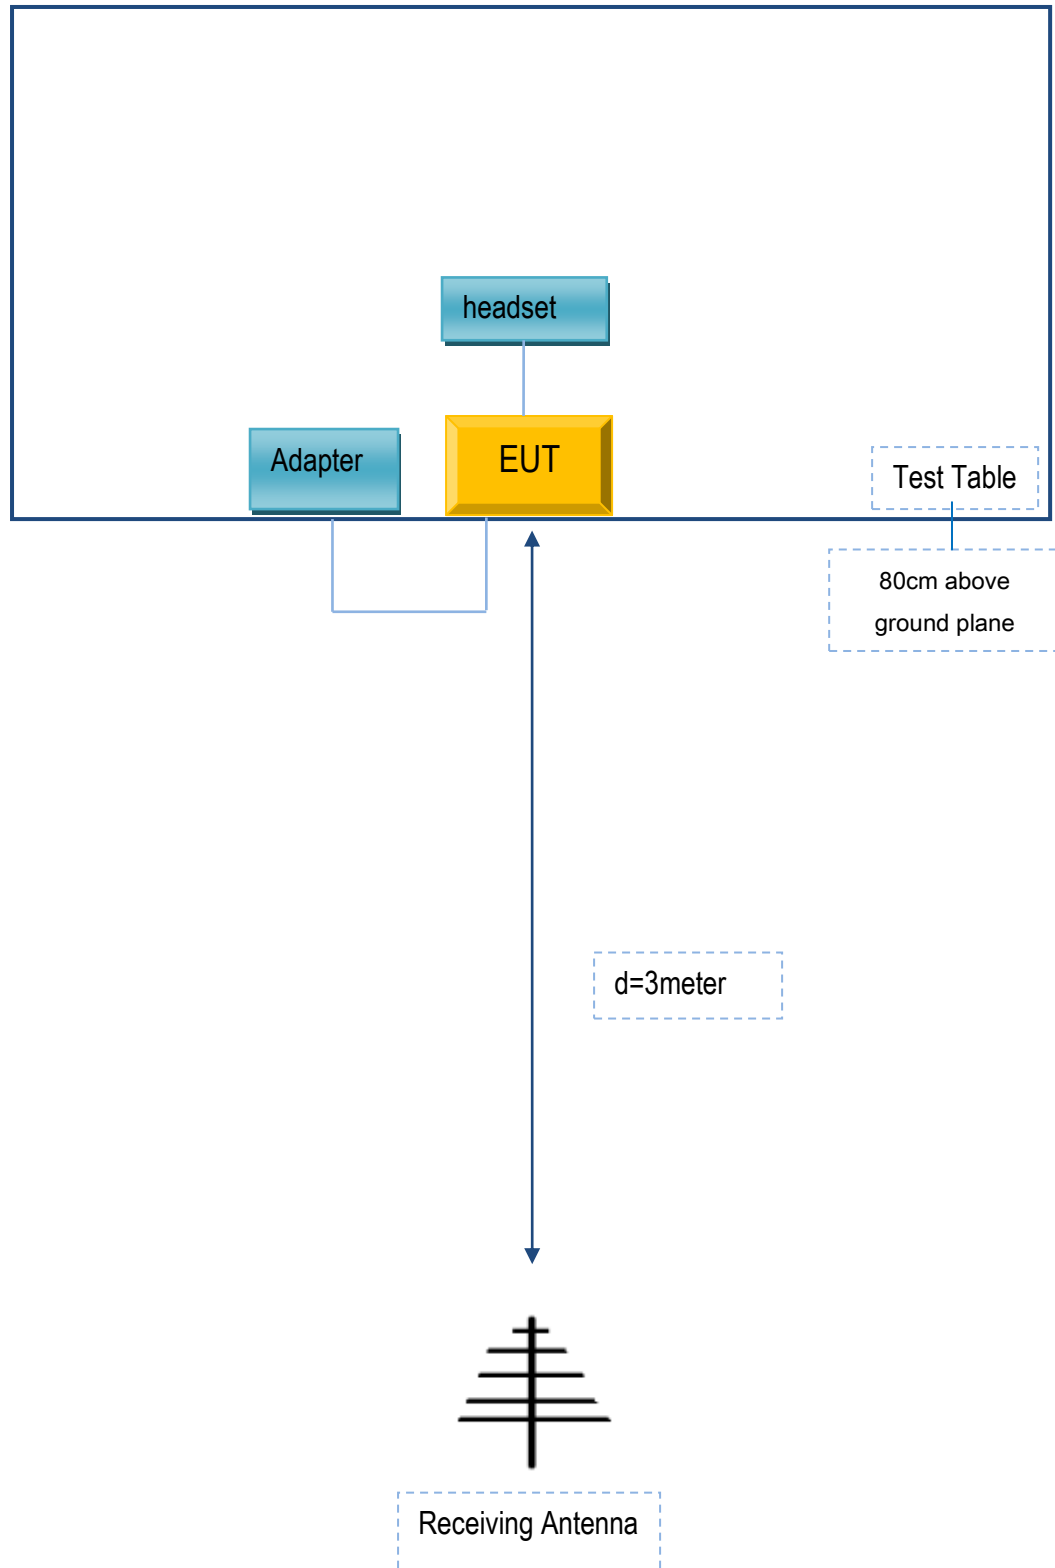 headset
Adapter
EUT
Test Table
80cm above
ground plane
d=3meter
Receiving Antenna